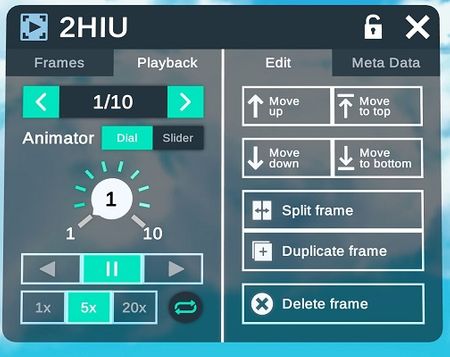 2HIU
Frames
Playback
1/10
Animator
Dial
Slider
1
1
10
1x
5x
20x
Edit
Meta Data
Move
up
Move
to top
Move
down
Move
to bottom
Split frame
Duplicate frame
Delete frame